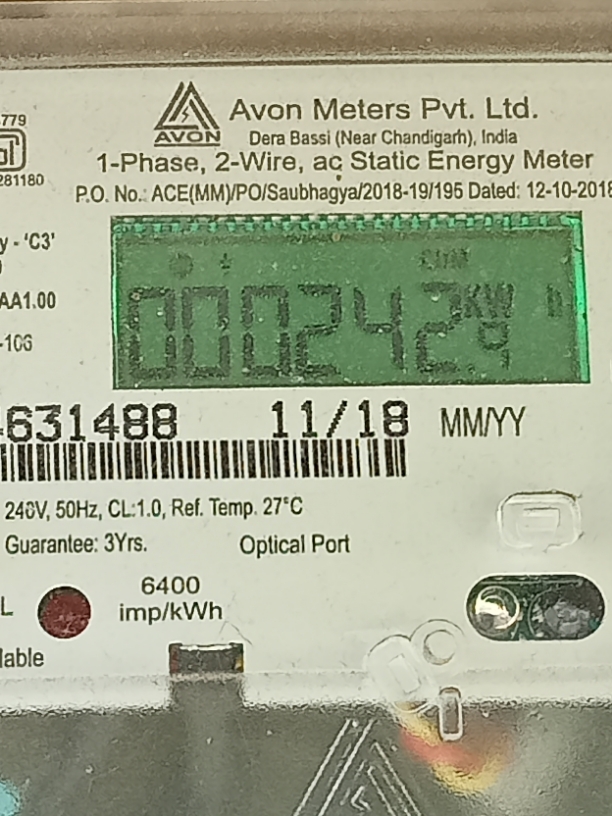 779
281180
AVON
Avon Meters Pvt. Ltd.
Dera Bassi (Near Chandigarh), India
1-Phase, 2-Wire, ac Static Energy Meter
P.O. No.: ACE(MM)/PO/Saubhagya/2018-19/195 Dated: 12-10-2018
y - 'C3'
AA1.00
CUM
000242.9 kWh
631488 11/18 MM/YY
240V, 50Hz, CL:1.0, Ref. Temp. 27°C
Guarantee: 3Yrs. Optical Port
6400
imp/kWh
lable